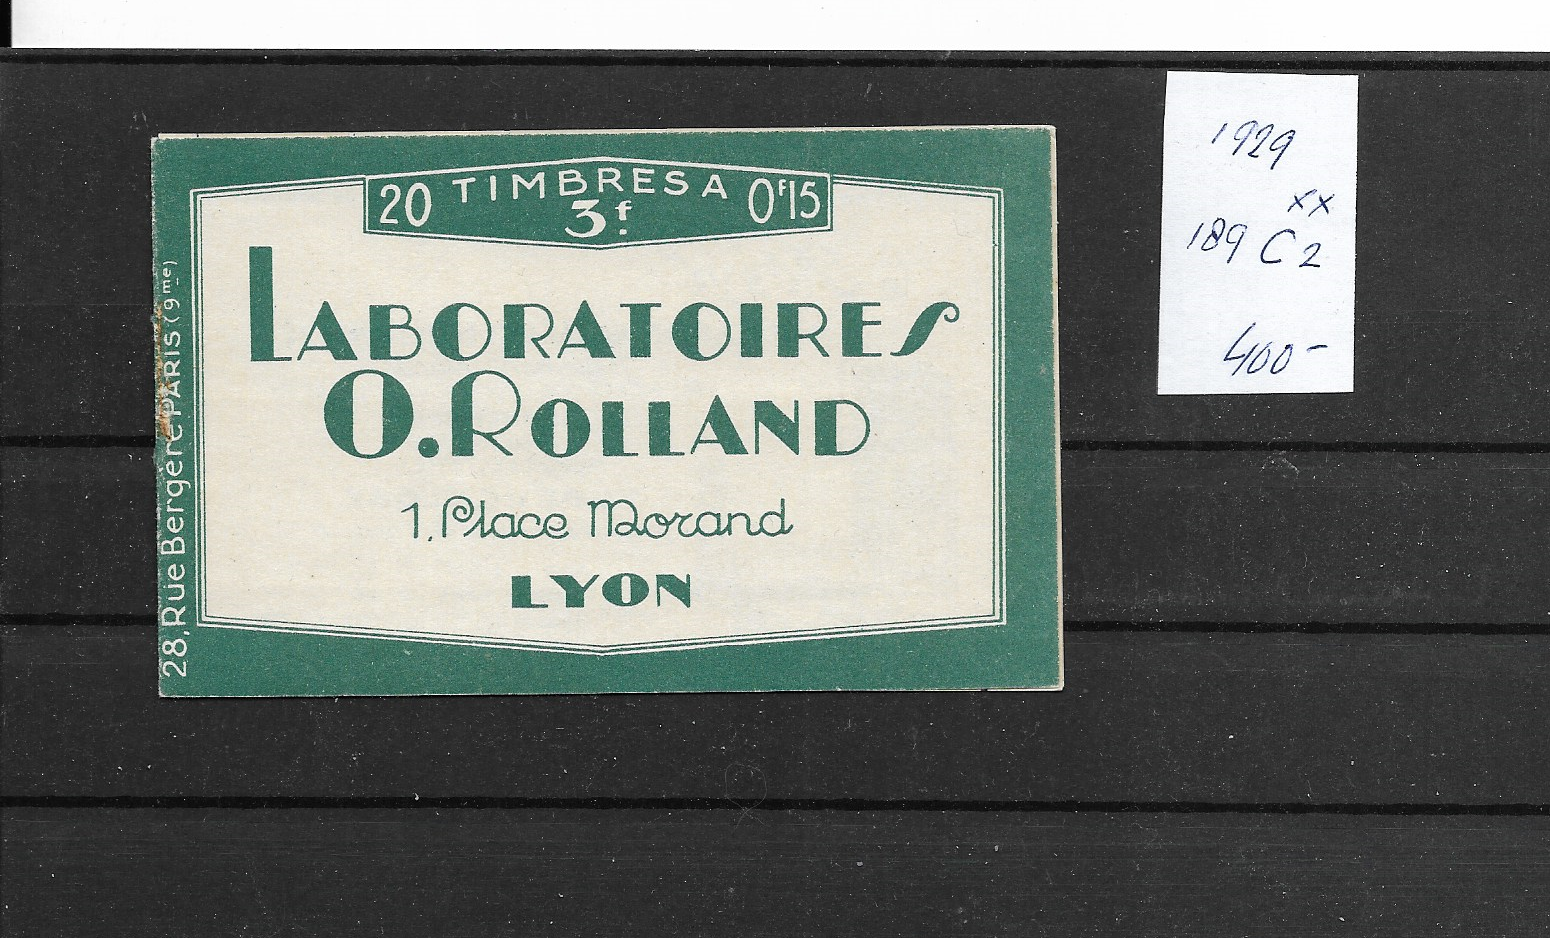 20 TIMBRES A 0f15
3f.
LABORATOIRES
O. ROLLAND
1, Place Morand
LYON
28, Rue Bergère PARIS (9me)
1929
xx
189 C2
400-